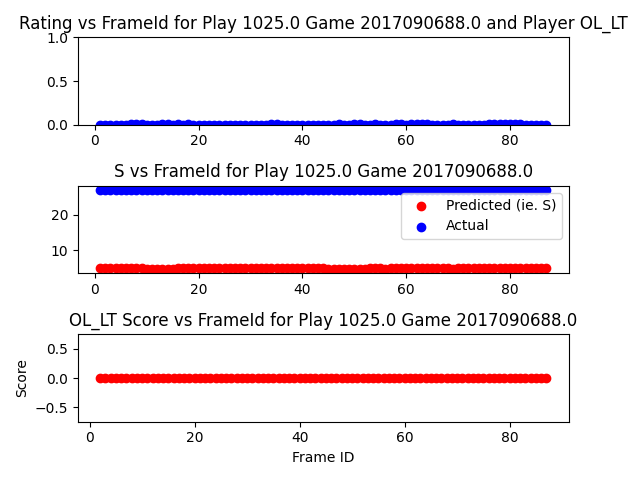 Rating vs FrameId for Play 1025.0 Game 2017090688.0 and Player OL_LT
1.0
0.5
0.0
0 20 40 60 80
S vs FrameId for Play 1025.0 Game 2017090688.0
20
10
Predicted (ie. S)
Actual
0 20 40 60 80
OL_LT Score vs FrameId for Play 1025.0 Game 2017090688.0
Score
0.5
0.0
−0.5
0 20 40 60 80
Frame ID